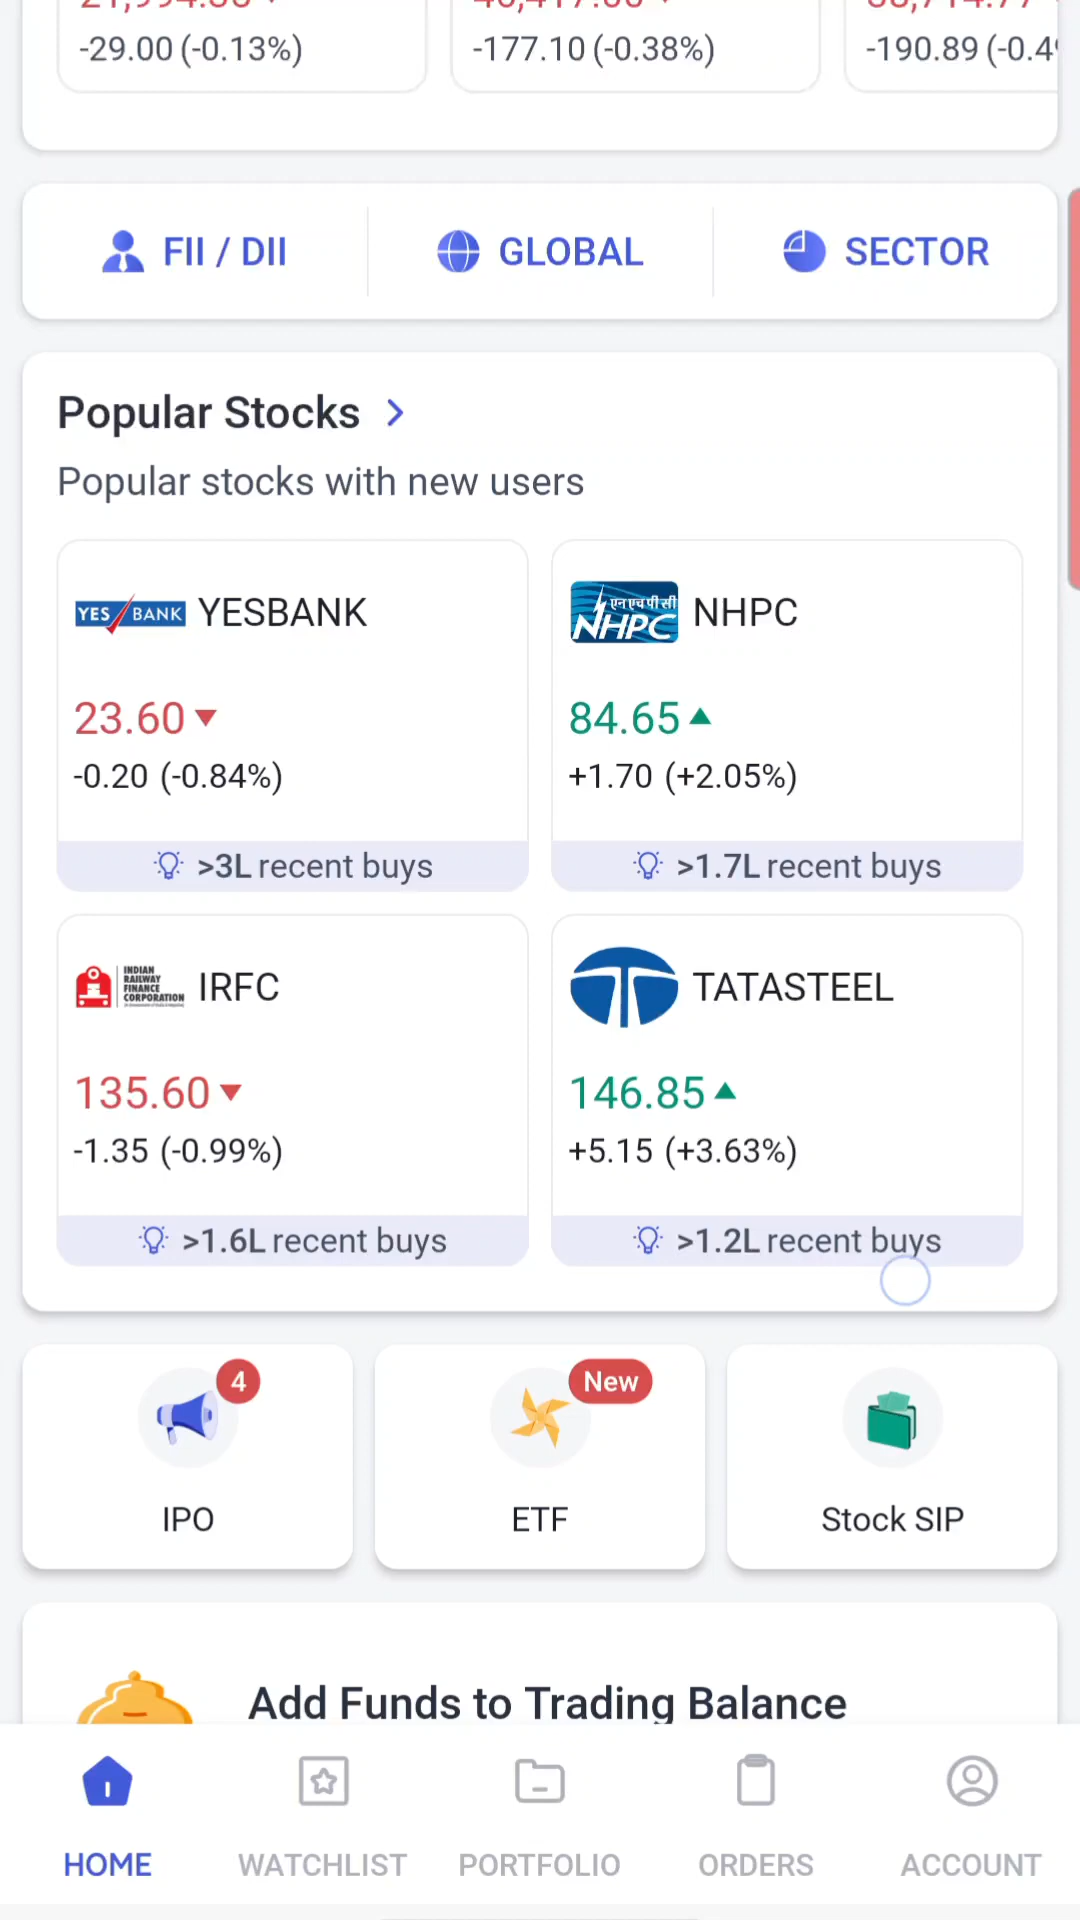 -29.00 (-0.13%)
-177.10 (-0.38%)
-190.89 (-0.4
FII / DII
GLOBAL
SECTOR
Popular Stocks
Popular stocks with new users
YES BANK YESBANK
23.60
-0.20 (-0.84%)
>3L recent buys
एनएचपीसी
NHPC NHPC
84.65
+1.70 (+2.05%)
>1.7L recent buys
INDIAN
RAILWAY
FINANCE
CORPORATION
IRFC
135.60
-1.35 (-0.99%)
>1.6L recent buys
TATASTEEL
146.85
+5.15 (+3.63%)
>1.2L recent buys
4
IPO
New
ETF
Stock SIP
Add Funds to Trading Balance
HOME
WATCHLIST
PORTFOLIO
ORDERS
ACCOUNT